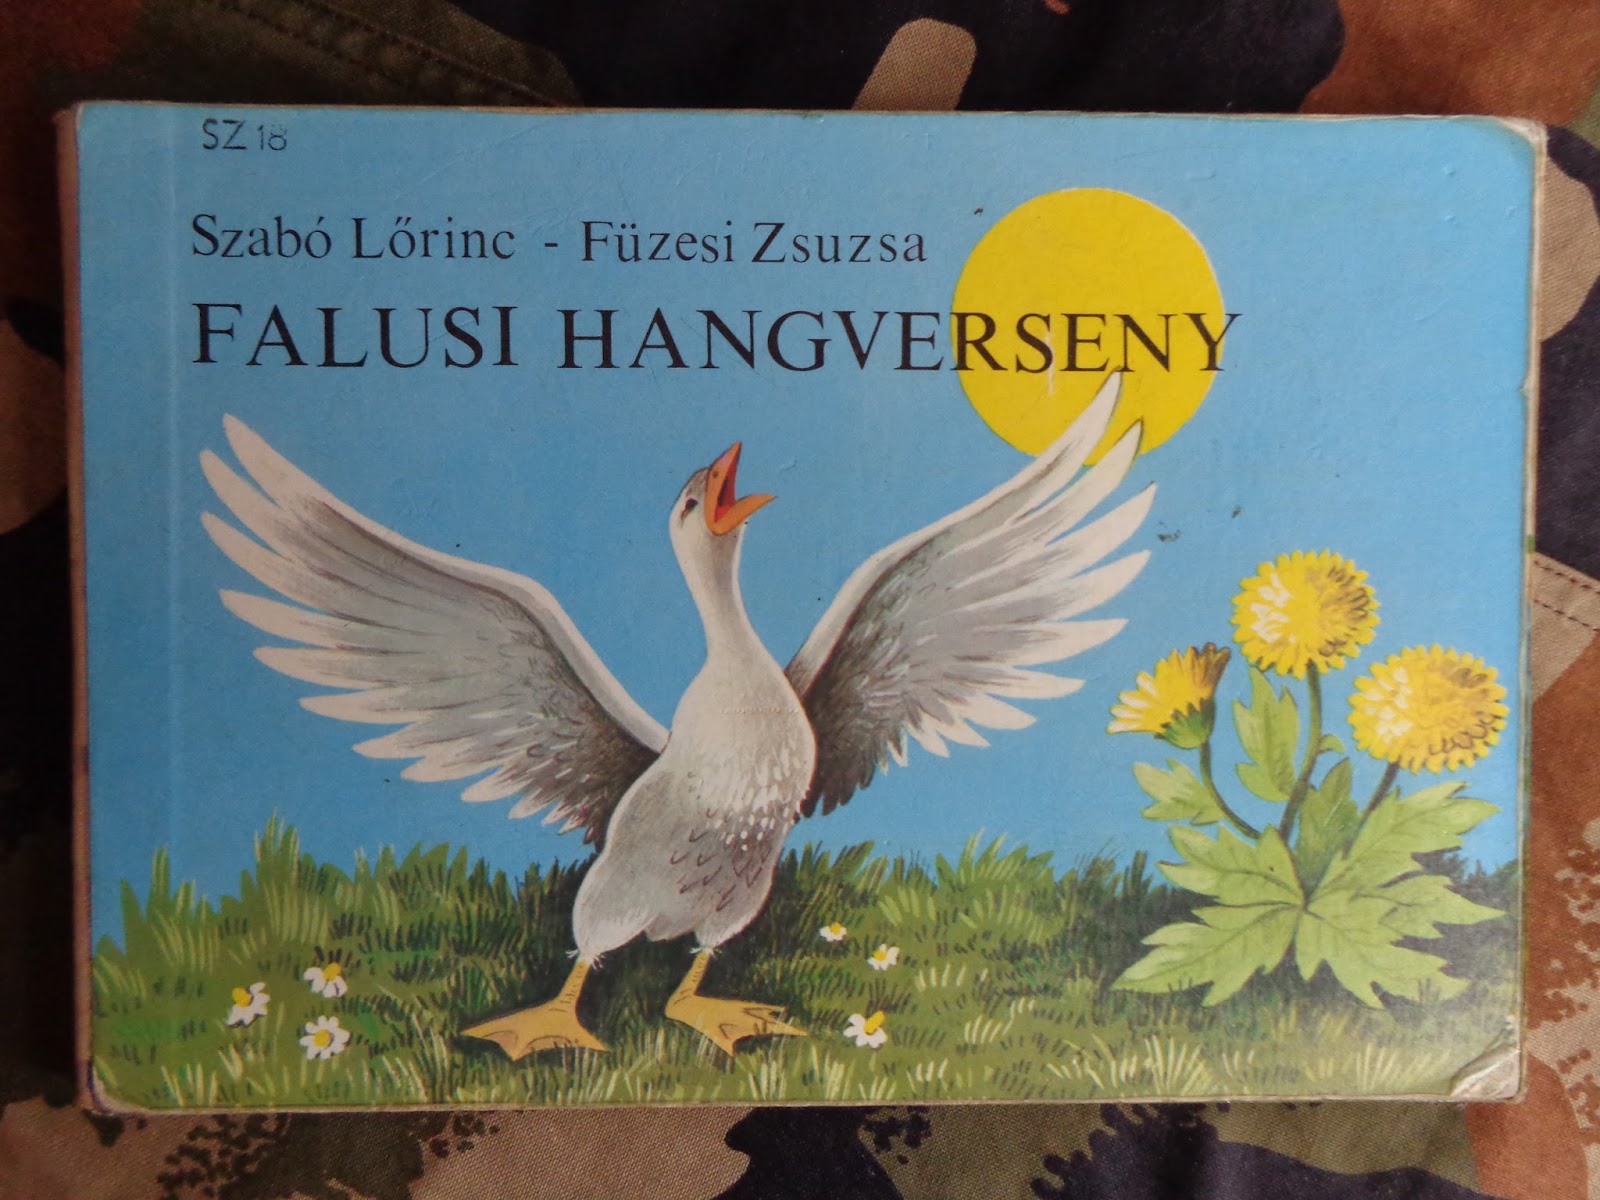 SZ 18
Szabó Lőrinc - Füzesi Zsuzsa
FALUSI HANGVERSENY